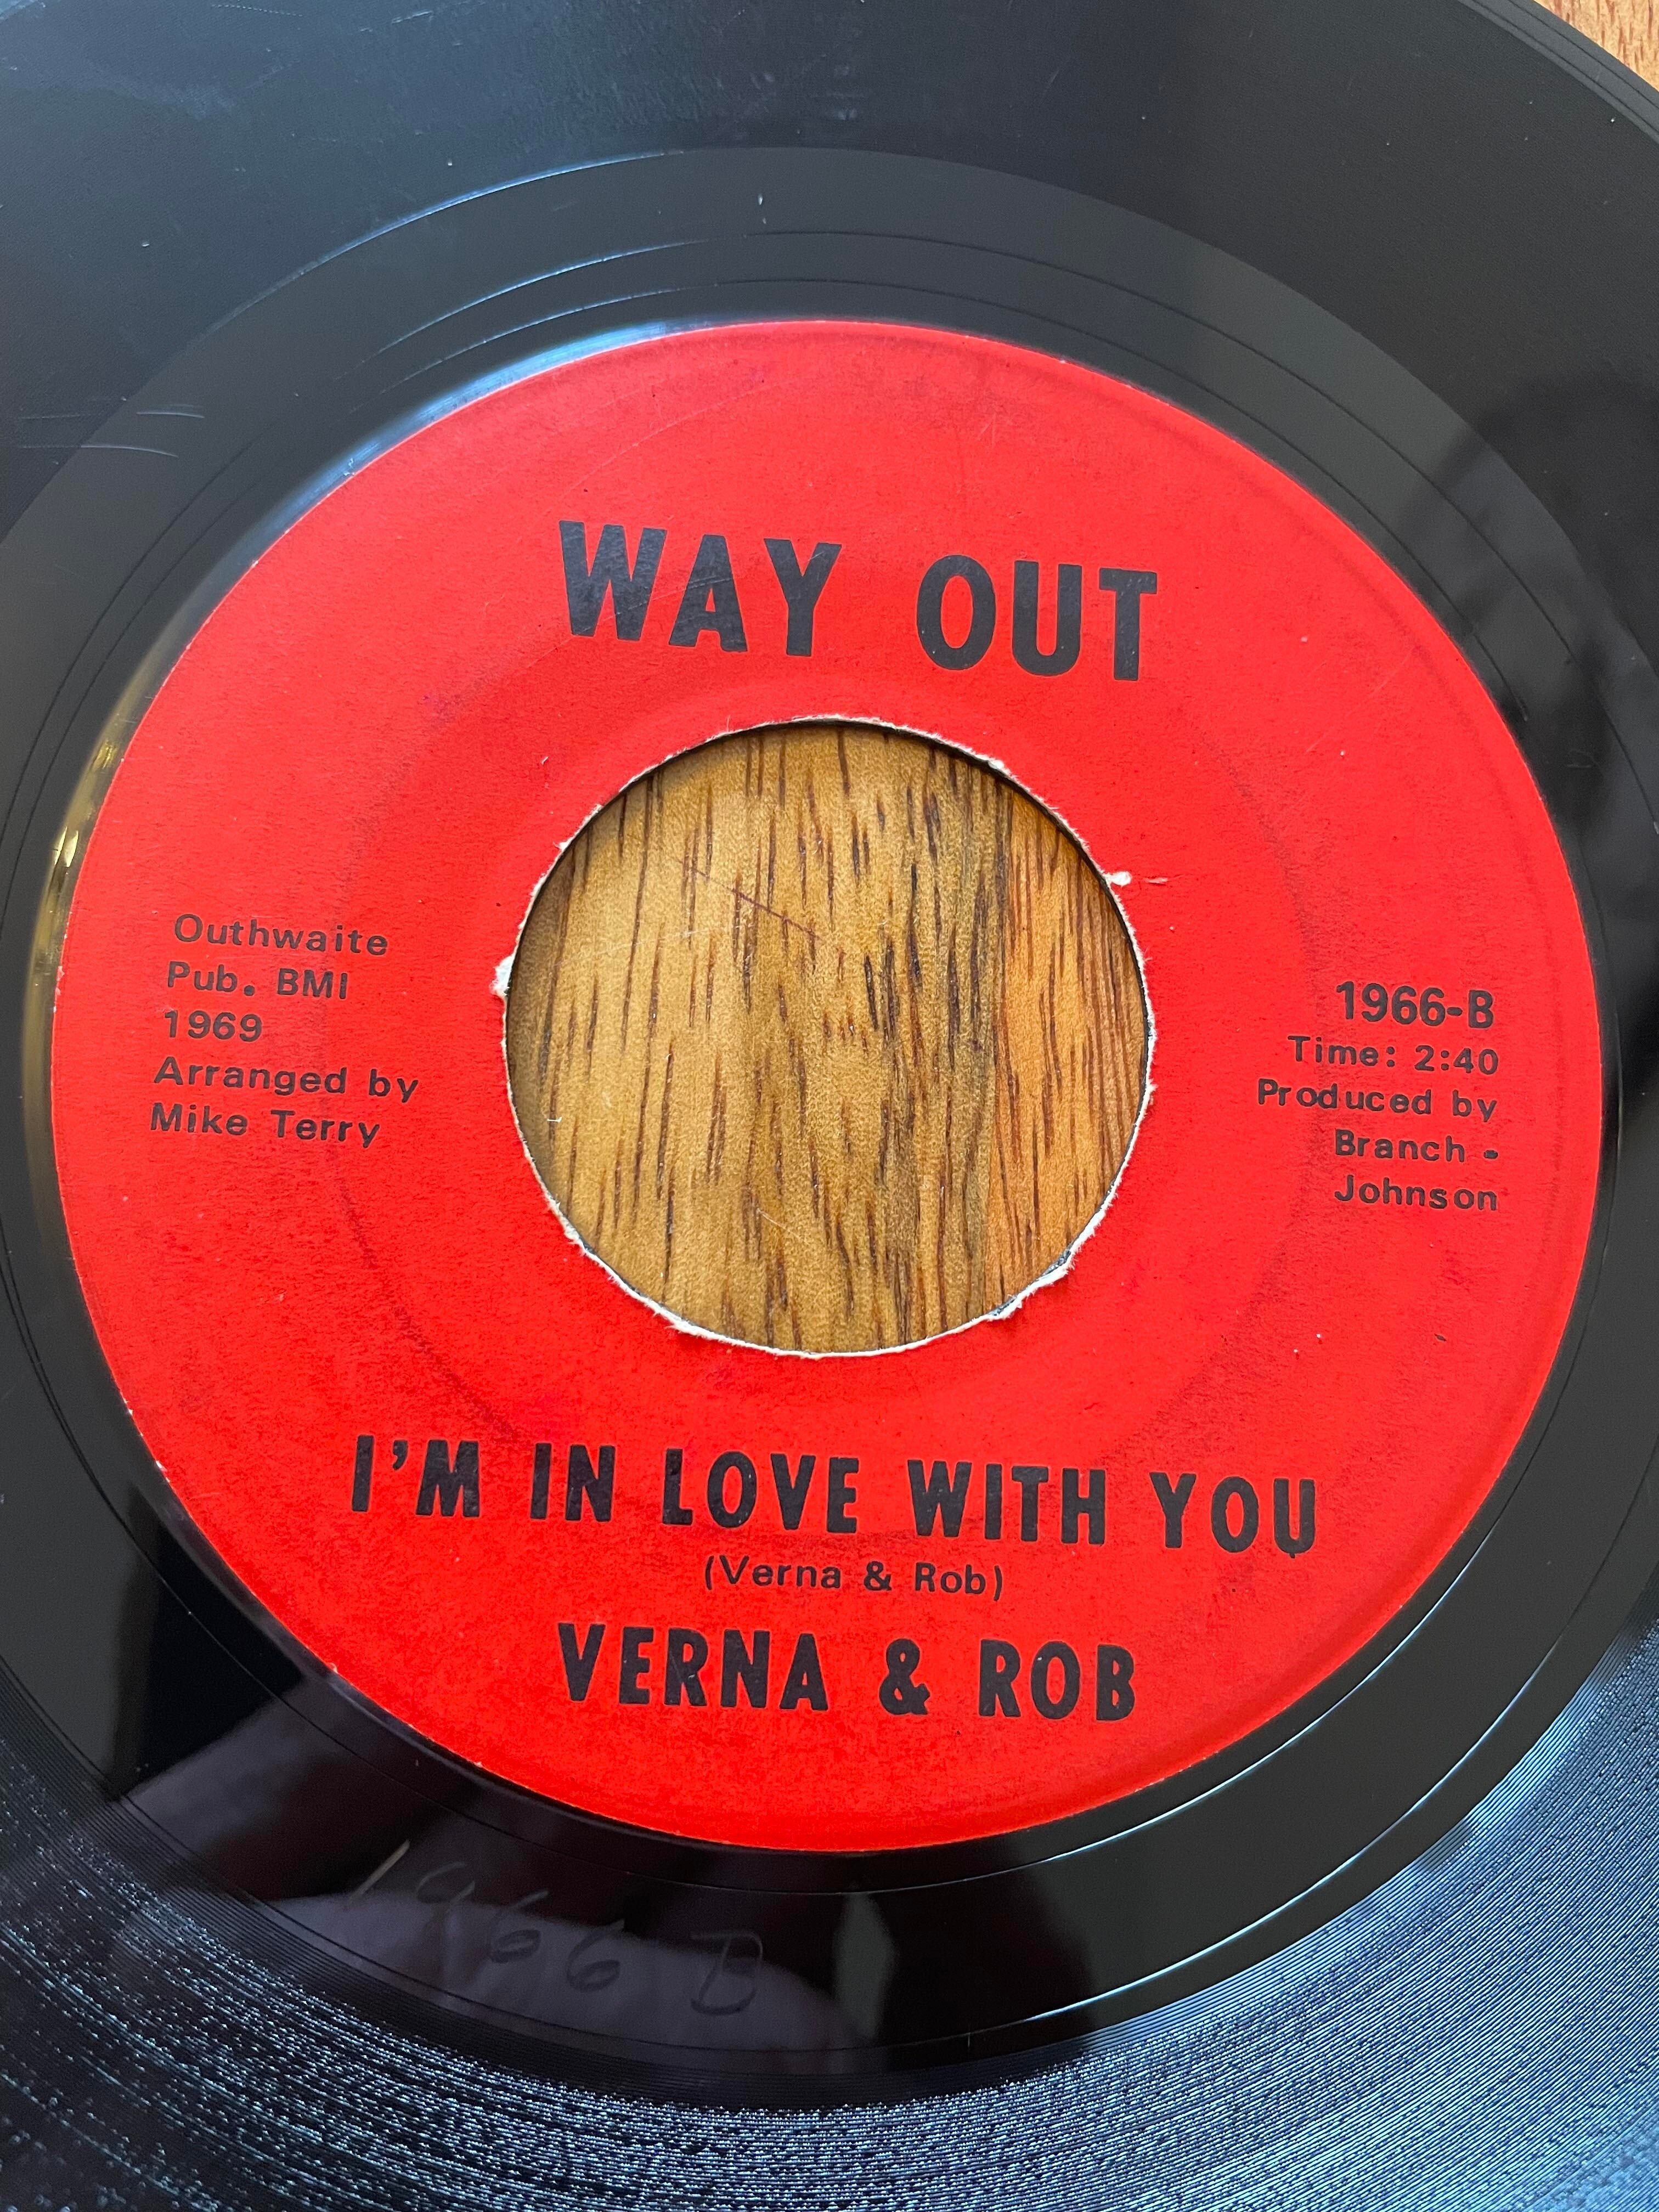 WAY OUT
Outhwaite
Pub. BMI
1969
Arranged by
Mike Terry
1966-B
Time: 2:40
Produced by
Branch -
Johnson
I'M IN LOVE WITH YOU
(Verna & Rob)
VERNA & ROB
1966 B